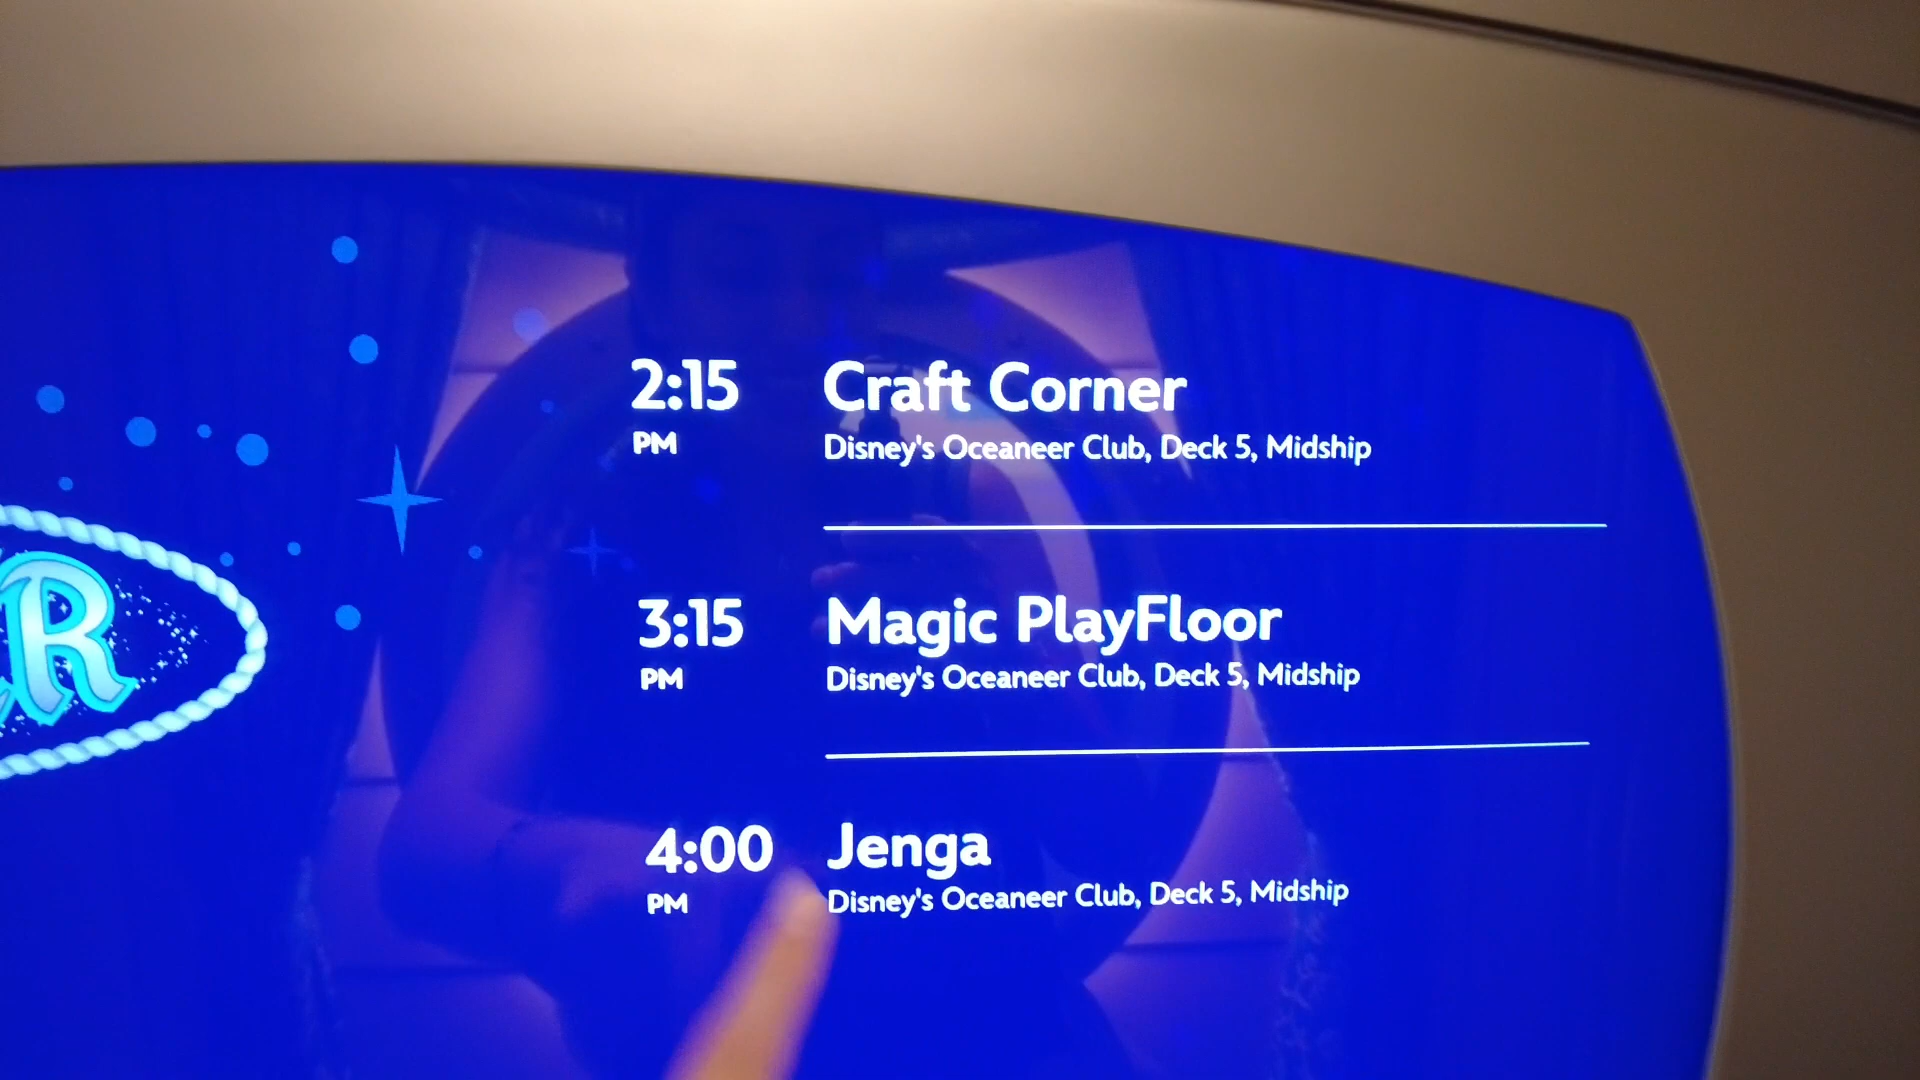 2:15 PM Craft Corner
Disney's Oceaneer Club, Deck 5, Midship
3:15 PM Magic PlayFloor
Disney's Oceaneer Club, Deck 5, Midship
4:00 PM Jenga
Disney's Oceaneer Club, Deck 5, Midship